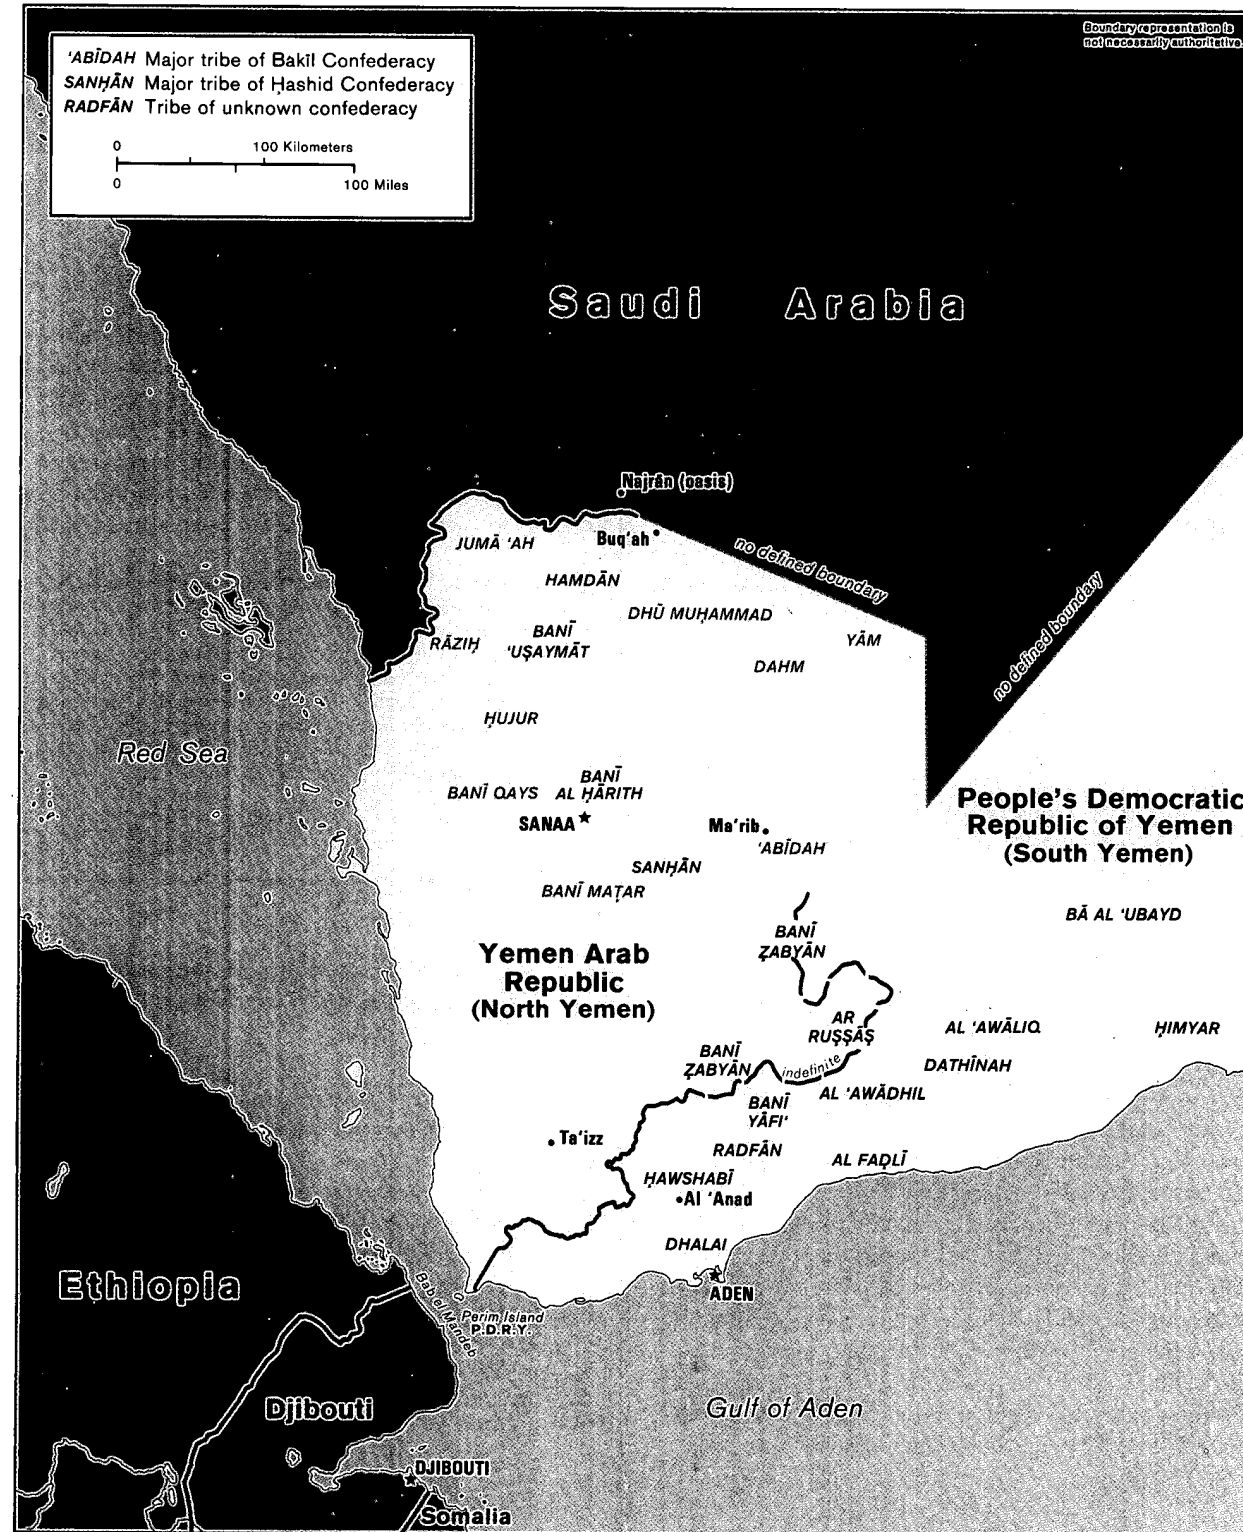 Boundary representation is
not necessarily authoritative.
'ABĪDAH Major tribe of Bakīl Confederacy
SANḤĀN Major tribe of Ḥashid Confederacy
RADFĀN Tribe of unknown confederacy
0 100 Kilometers
0 100 Miles
Saudi Arabia
Najrān (oasis)
Buq'ah
JUMĀ 'AH
no defined boundary
HAMDĀN
DHŪ MUḤAMMAD
no defined boundary
BANĪ
'UṢAYMĀT
RĀZIḤ
YĀM
DAHM
ḤUJUR
Red Sea
BANĪ QAYS
BANĪ
AL ḤĀRITH
SANAA
Ma'rib
'ABĪDAH
People's Democratic
Republic of Yemen
(South Yemen)
SANḤĀN
BANĪ MAṬAR
BĀ AL 'UBAYD
BANĪ
ẒABYĀN
Yemen Arab
Republic
(North Yemen)
AR
RUṢṢĀṢ
AL 'AWĀLIQ
ḤIMYAR
BANĪ
ẒABYĀN
indefinite
DATHĪNAH
AL 'AWĀDHIL
BANĪ
YĀFI'
Ta'izz
RADFĀN
AL FAḌLĪ
ḤAWSHABĪ
Al 'Anad
DHALAI
ADEN
Ethiopia
Bab el Mandeb
Perim Island
P.D.R.Y.
Djibouti
Gulf of Aden
DJIBOUTI
Somalia